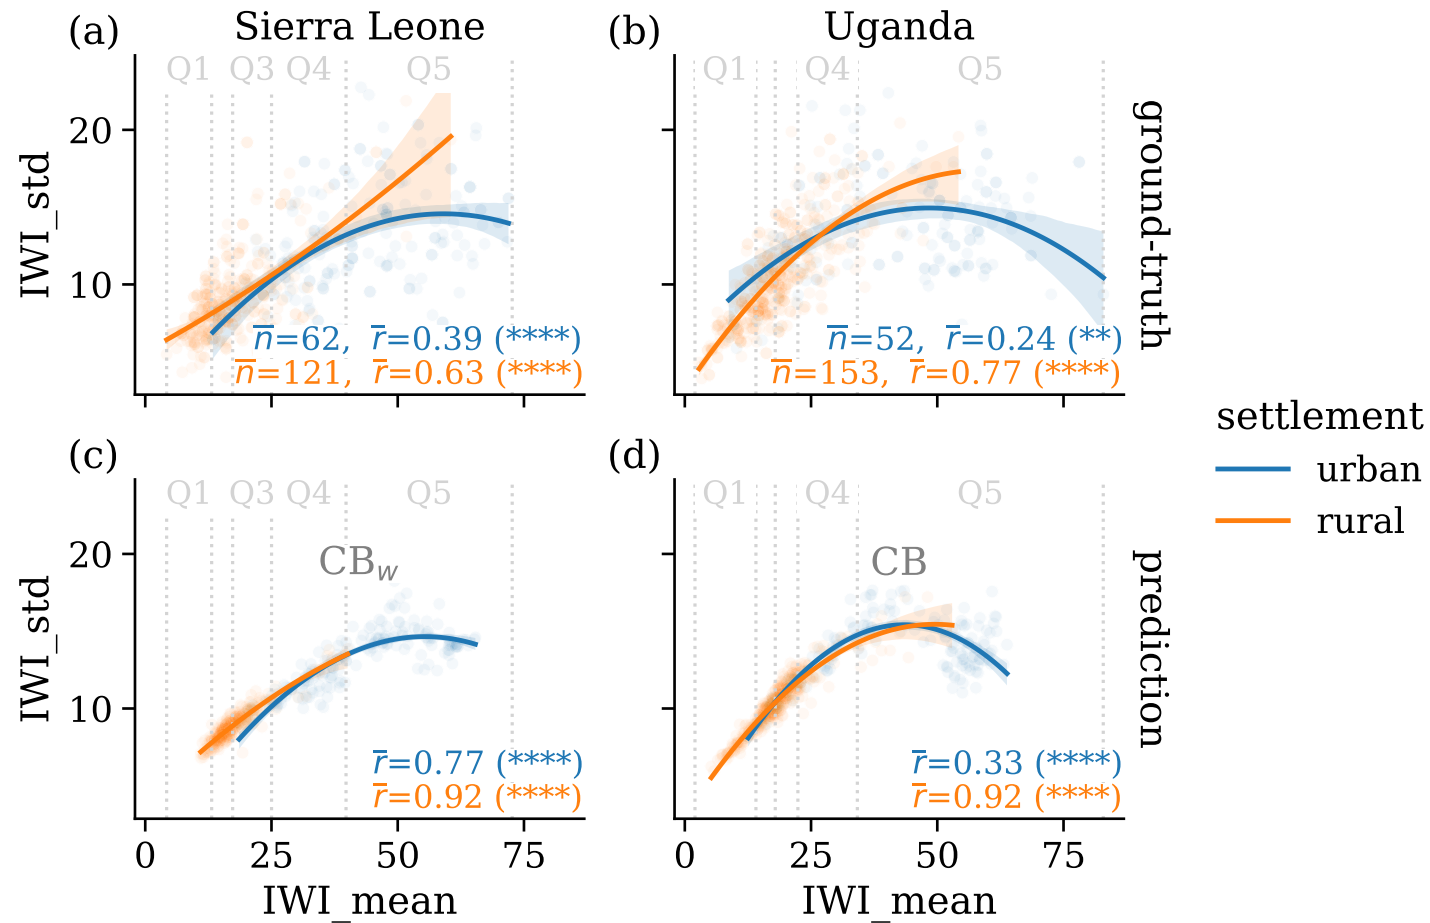 (a) Sierra Leone (b) Uganda
Q1 Q3 Q4 Q5 Q1 Q4 Q5
20
10
IWI_std
n̅=62, r̅=0.39 (****)
n̅=121, r̅=0.63 (****)
n̅=52, r̅=0.24 (**)
n̅=153, r̅=0.77 (****)
ground-truth
settlement
urban
rural
(c) (d)
Q1 Q3 Q4 Q5 Q1 Q4 Q5
20
10
IWI_std
CB_w
CB
r̅=0.77 (****)
r̅=0.92 (****)
r̅=0.33 (****)
r̅=0.92 (****)
prediction
0 25 50 75 0 25 50 75
IWI_mean IWI_mean